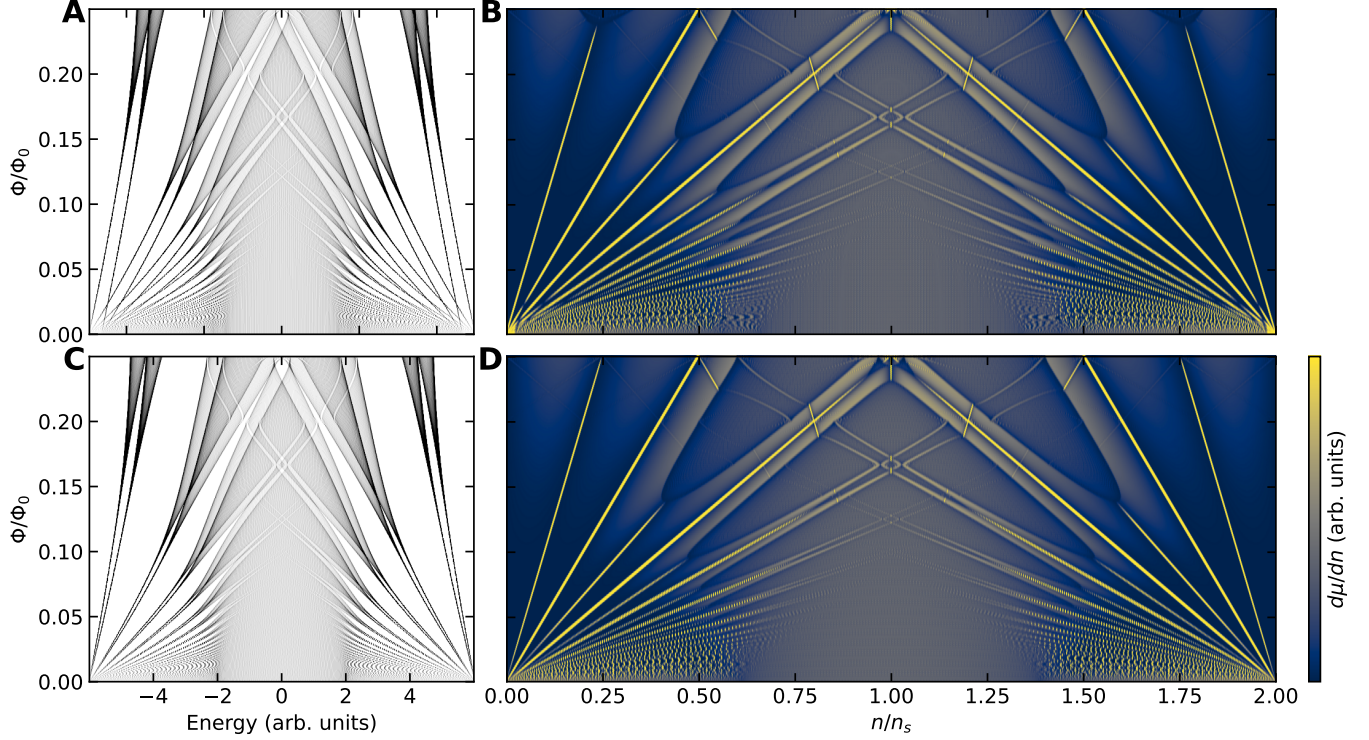 A
B
0.20
0.15
0.10
0.05
0.00
Φ/Φ0
C
D
0.20
0.15
0.10
0.05
0.00
Φ/Φ0
−4 −2 0 2 4
Energy (arb. units)
0.00 0.25 0.50 0.75 1.00 1.25 1.50 1.75 2.00
n/ns
dμ/dn (arb. units)